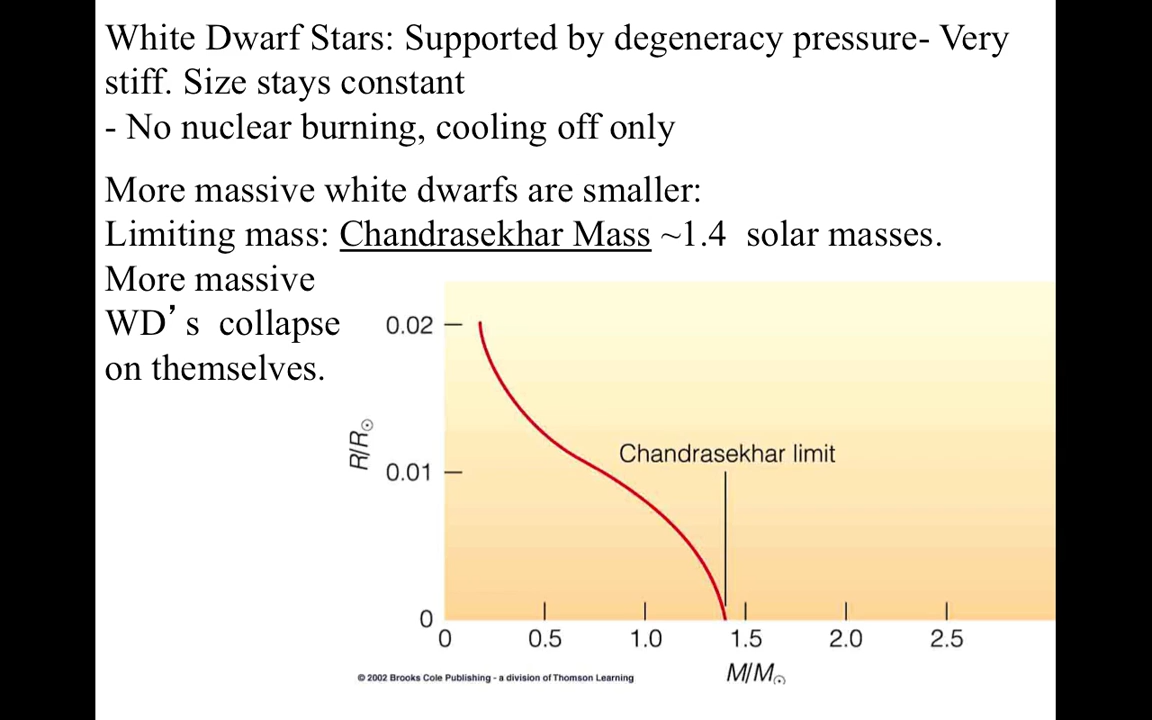 White Dwarf Stars: Supported by degeneracy pressure- Very
stiff. Size stays constant
- No nuclear burning, cooling off only
More massive white dwarfs are smaller:
Limiting mass: Chandrasekhar Mass ~1.4 solar masses.
More massive
WD’s collapse
on themselves.
0.02
R/R☉
Chandrasekhar limit
0.01
0
0 0.5 1.0 1.5 2.0 2.5
M/M☉
© 2002 Brooks Cole Publishing - a division of Thomson Learning